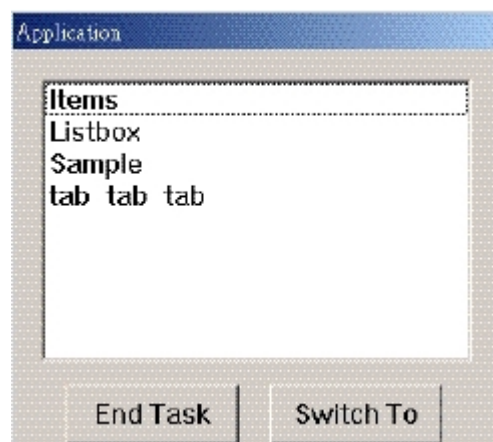 Application
Items
Listbox
Sample
tab tab tab
End Task
Switch To